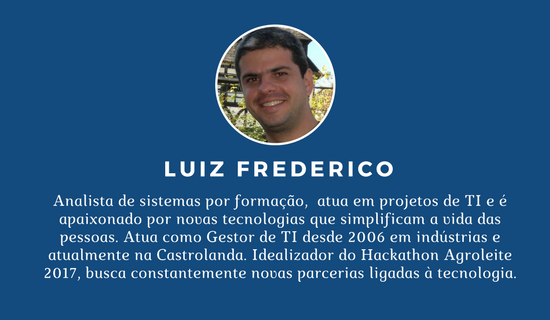 LUIZ FREDERICO
Analista de sistemas por formação, atua em projetos de TI e é
apaixonado por novas tecnologias que simplificam a vida das
pessoas. Atua como Gestor de TI desde 2006 em indústrias e
atualmente na Castrolanda. Idealizador do Hackathon Agroleite
2017, busca constantemente novas parcerias ligadas à tecnologia.